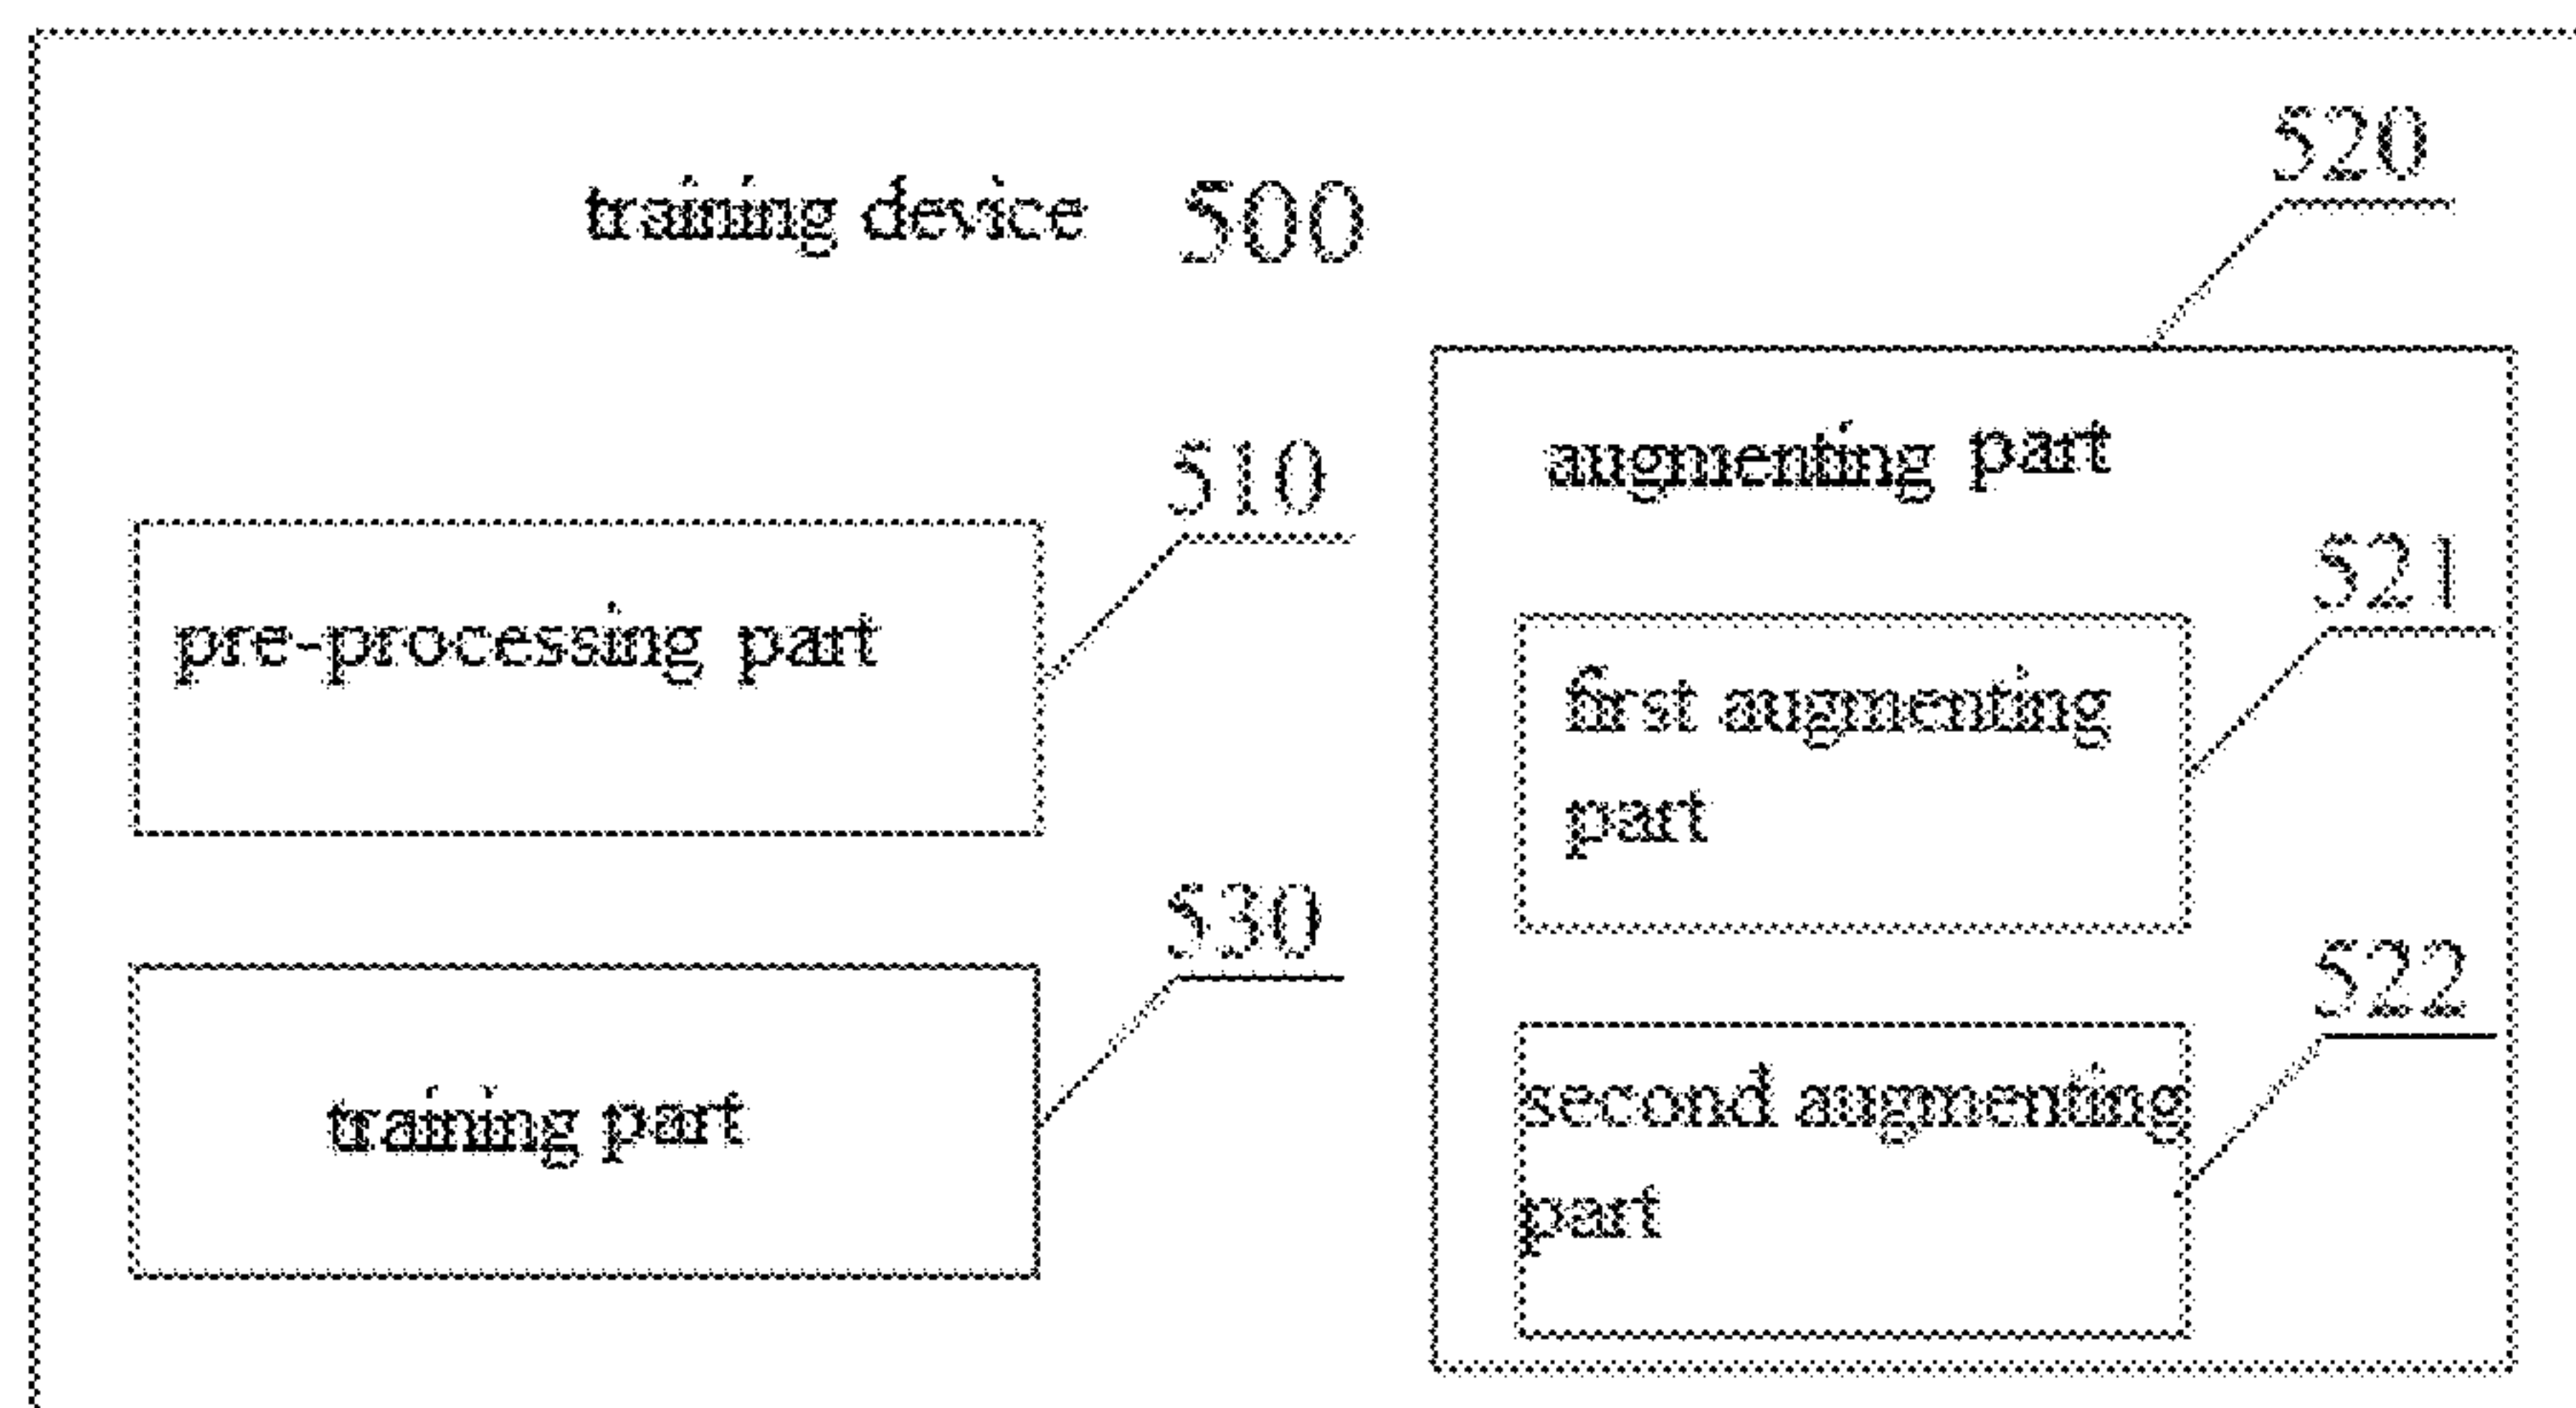 training device 500
520
augmenting part
510
pre-processing part
521
first augmenting
part
530
training part
522
second augmenting
part